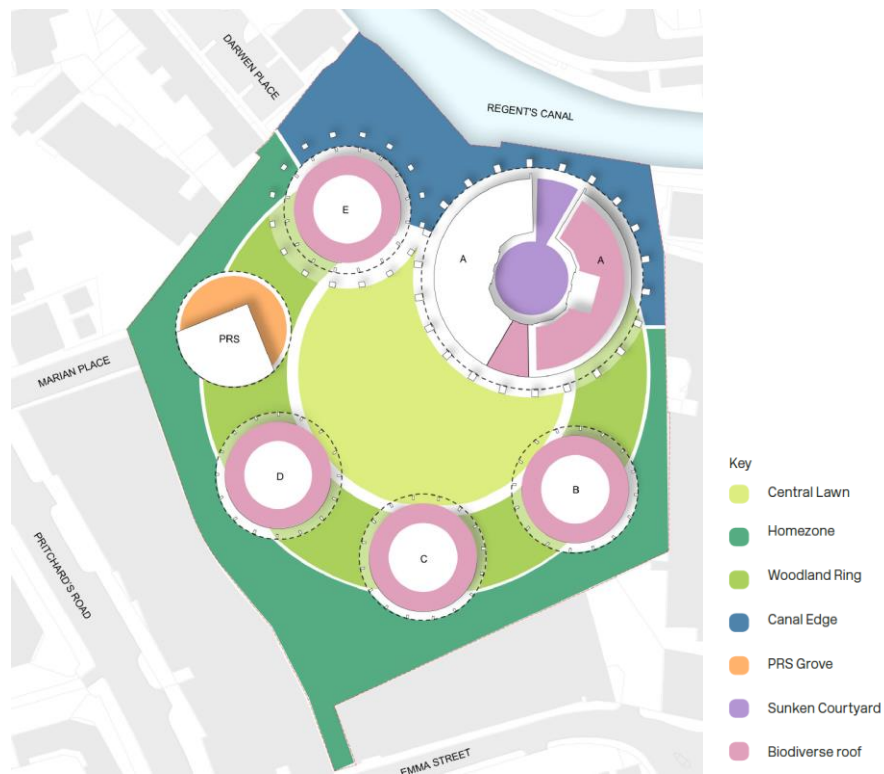 DARWEN PLACE
REGENT'S CANAL
E
A
A
PRS
MARIAN PLACE
D
B
C
PRITCHARD'S ROAD
EMMA STREET
Key
Central Lawn
Homezone
Woodland Ring
Canal Edge
PRS Grove
Sunken Courtyard
Biodiverse roof